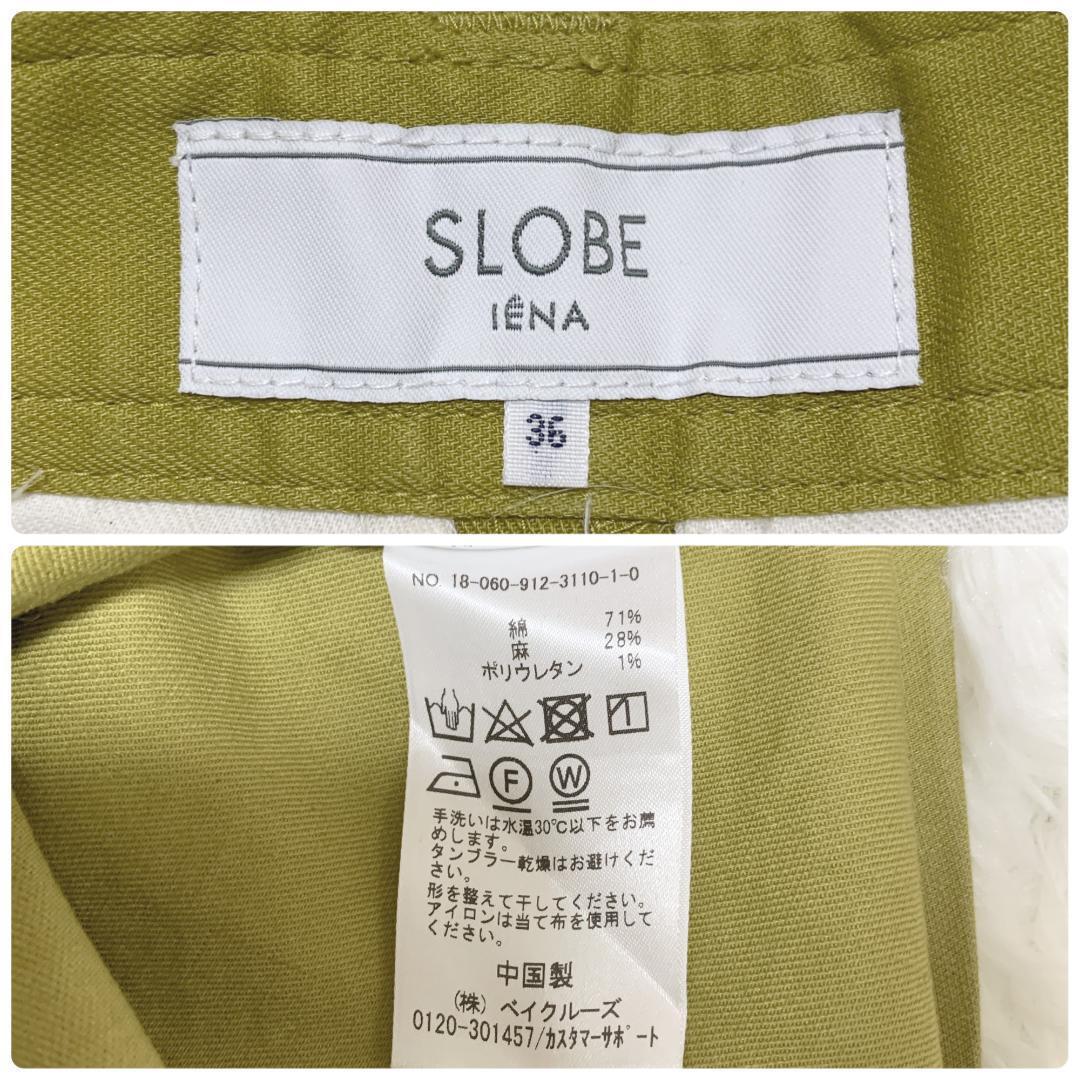 SLOBE
IÉNA
36
NO. 18-060-912-3110-1-0
綿 71%
麻 28%
ポリウレタン 1%
F W
手洗いは水温30℃以下をお薦
めします。
タンブラー乾燥はお避けくだ
さい。
形を整えて干してください。
アイロンは当て布を使用して
ください。
中国製
(株) ベイクルーズ
0120-301457/カスタマーサポート